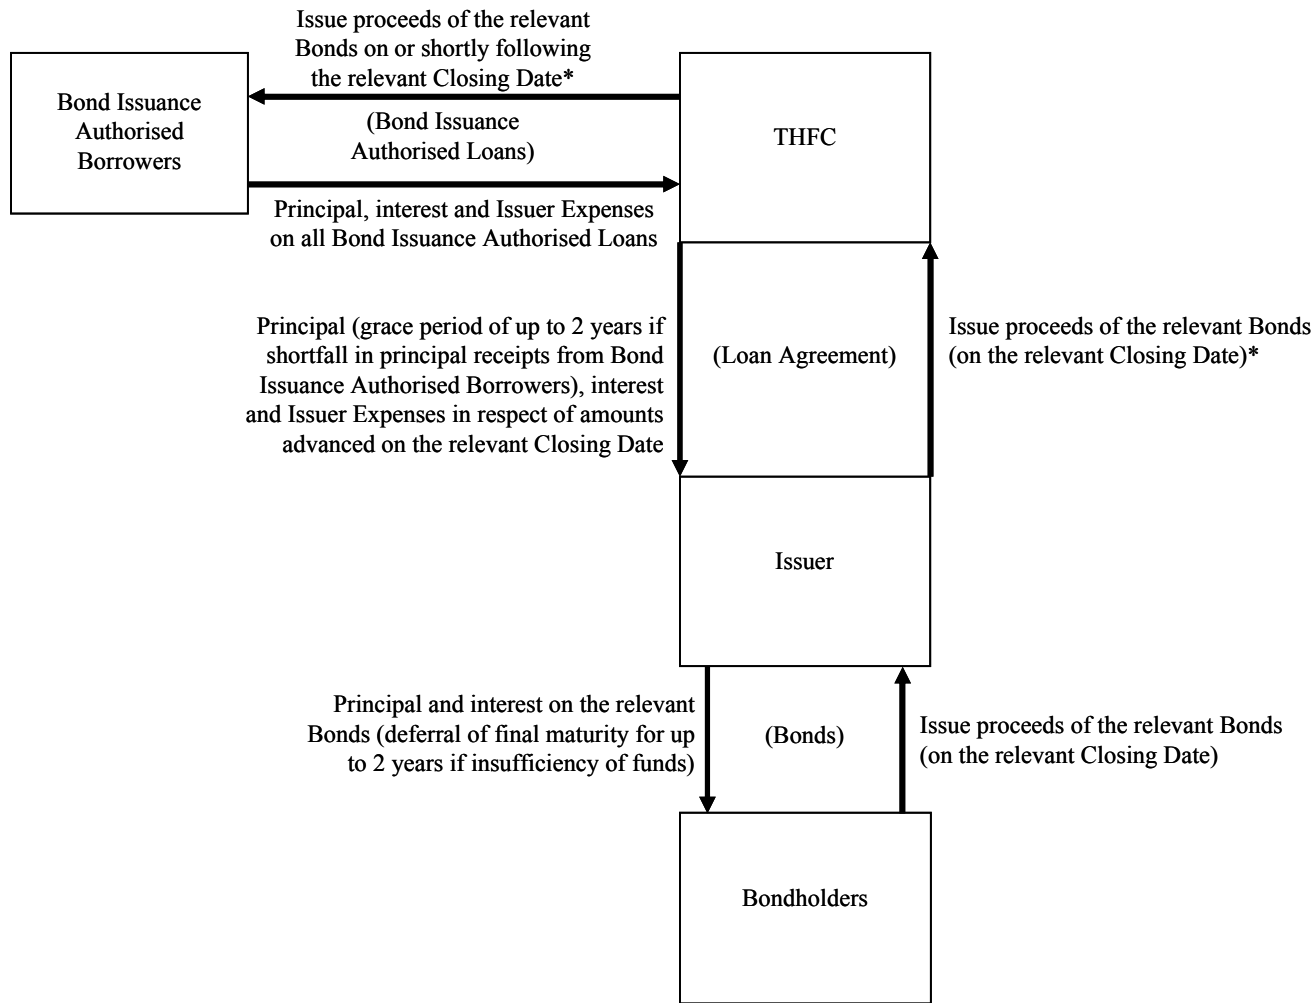 Issue proceeds of the relevant
Bonds on or shortly following
the relevant Closing Date*
Bond Issuance
Authorised
Borrowers
(Bond Issuance
Authorised Loans)
THFC
Principal, interest and Issuer Expenses
on all Bond Issuance Authorised Loans
Principal (grace period of up to 2 years if
shortfall in principal receipts from Bond
Issuance Authorised Borrowers), interest
and Issuer Expenses in respect of amounts
advanced on the relevant Closing Date
(Loan Agreement)
Issue proceeds of the relevant Bonds
(on the relevant Closing Date)*
Issuer
Principal and interest on the relevant
Bonds (deferral of final maturity for up
to 2 years if insufficiency of funds)
(Bonds)
Issue proceeds of the relevant Bonds
(on the relevant Closing Date)
Bondholders